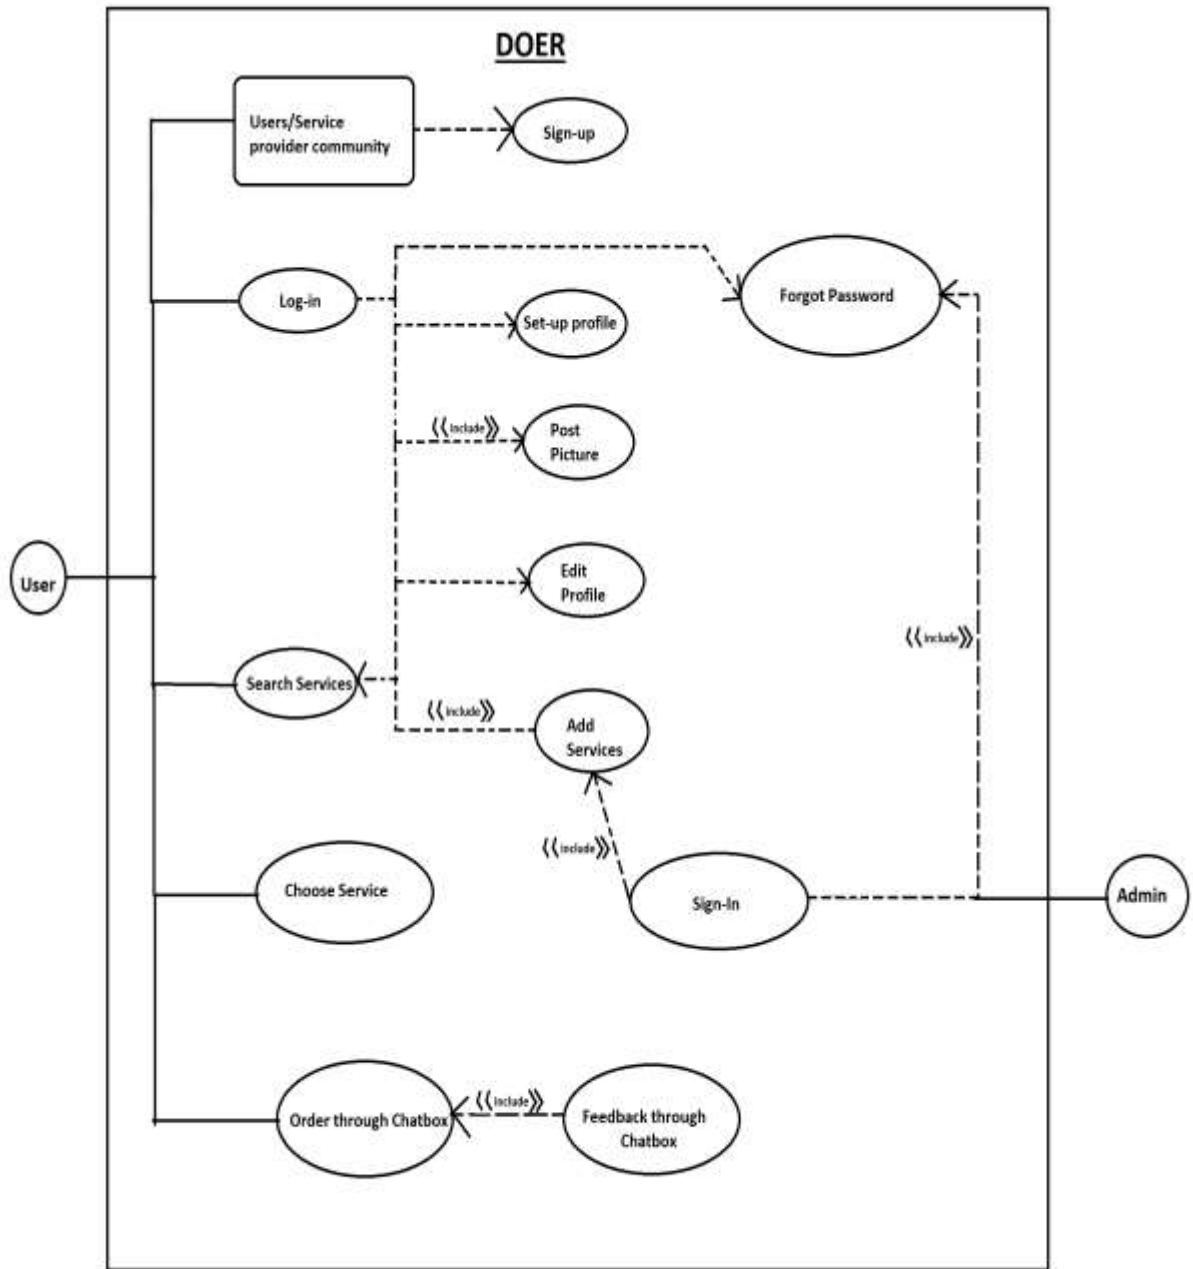 DOER
Users/Service
provider community
Sign-up
Log-in
Forgot Password
Set-up profile
《Include》
Post
Picture
Edit
Profile
User
《Include》
Search Services
《Include》
Add
Services
《Include》
Choose Service
Sign-In
Admin
Order through Chatbox
《Include》
Feedback through
Chatbox